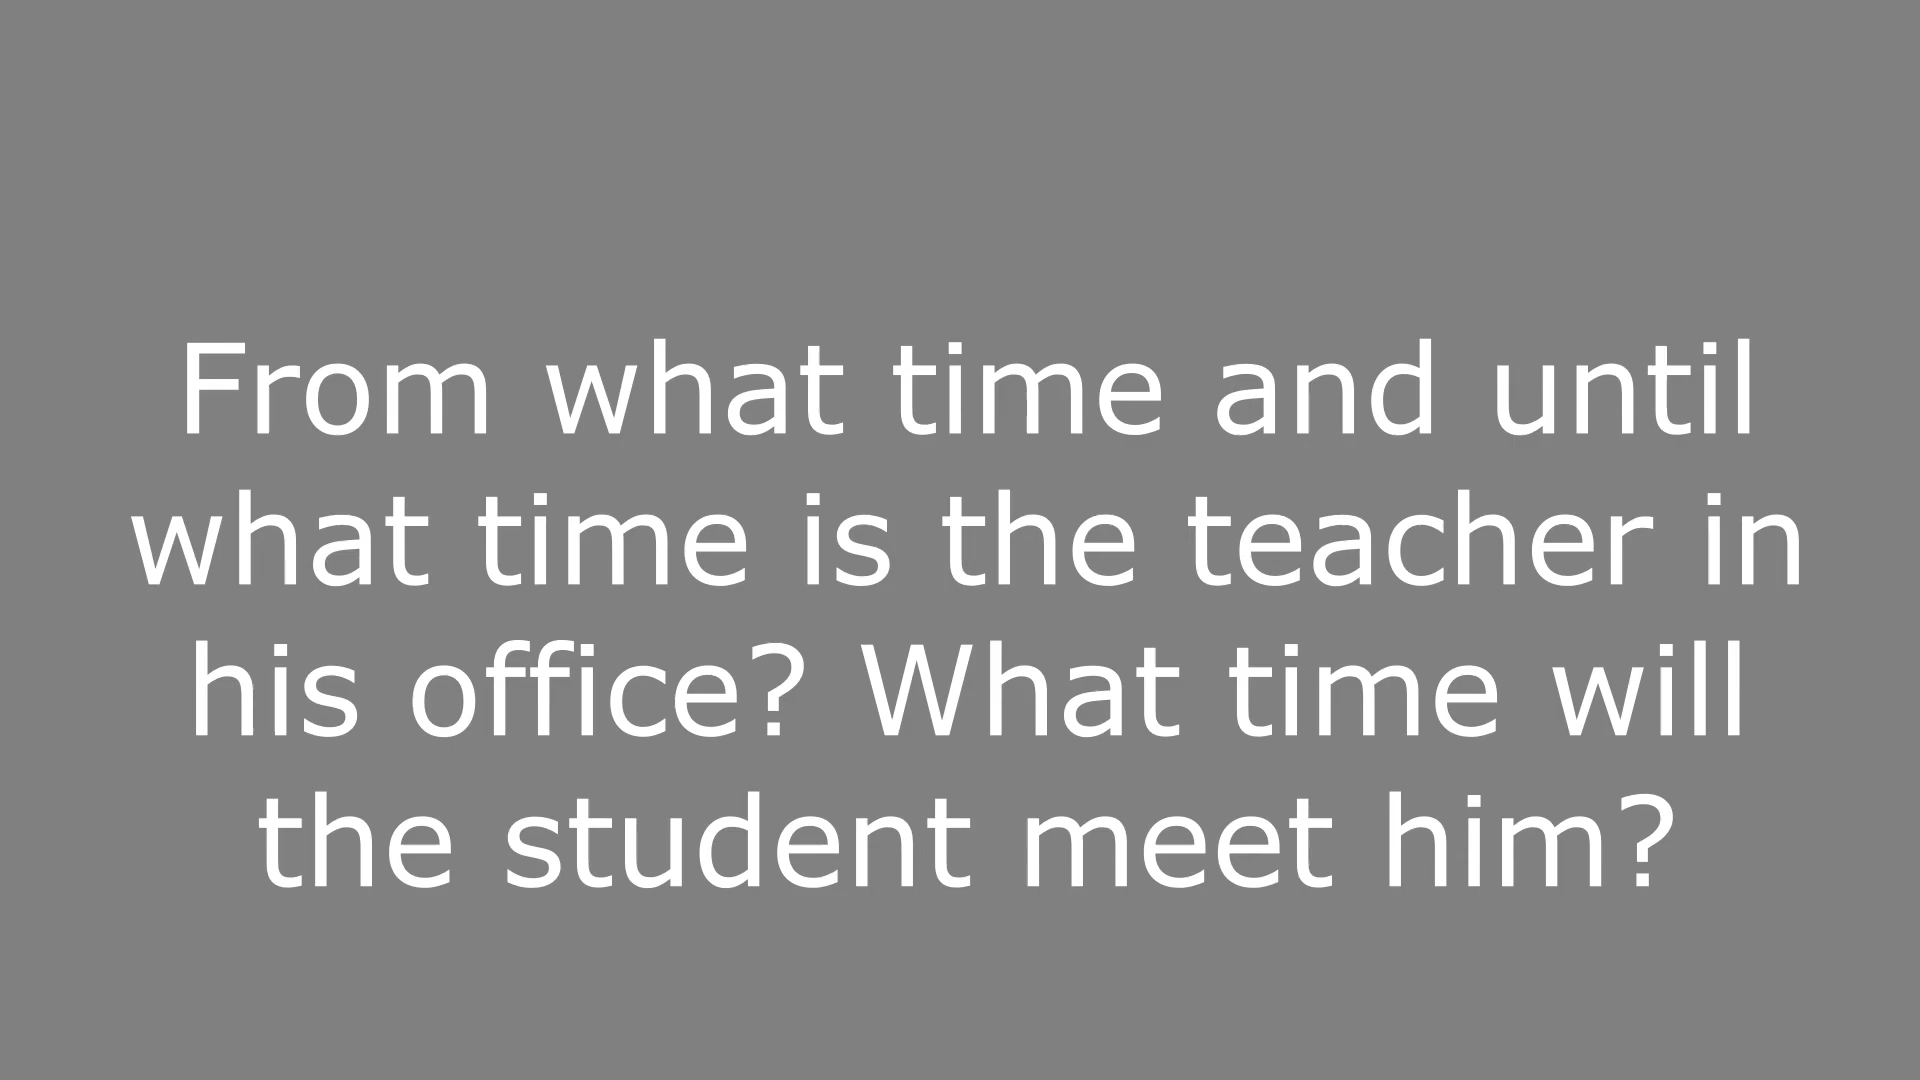 From what time and until
what time is the teacher in
his office? What time will
the student meet him?